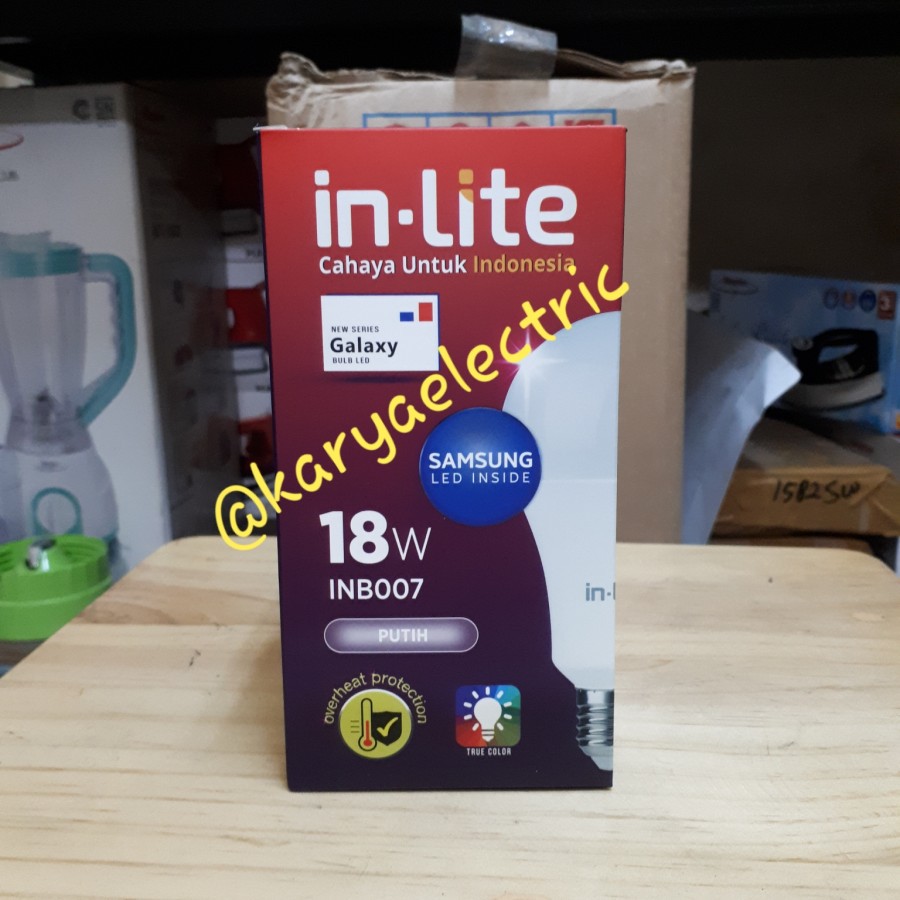 in·lite
Cahaya Untuk Indonesia
NEW SERIES
Galaxy
BULB LED
@karyaelectric
SAMSUNG
LED INSIDE
18W
INB007
PUTIH
in-l
overheat protection
TRUE COLOR